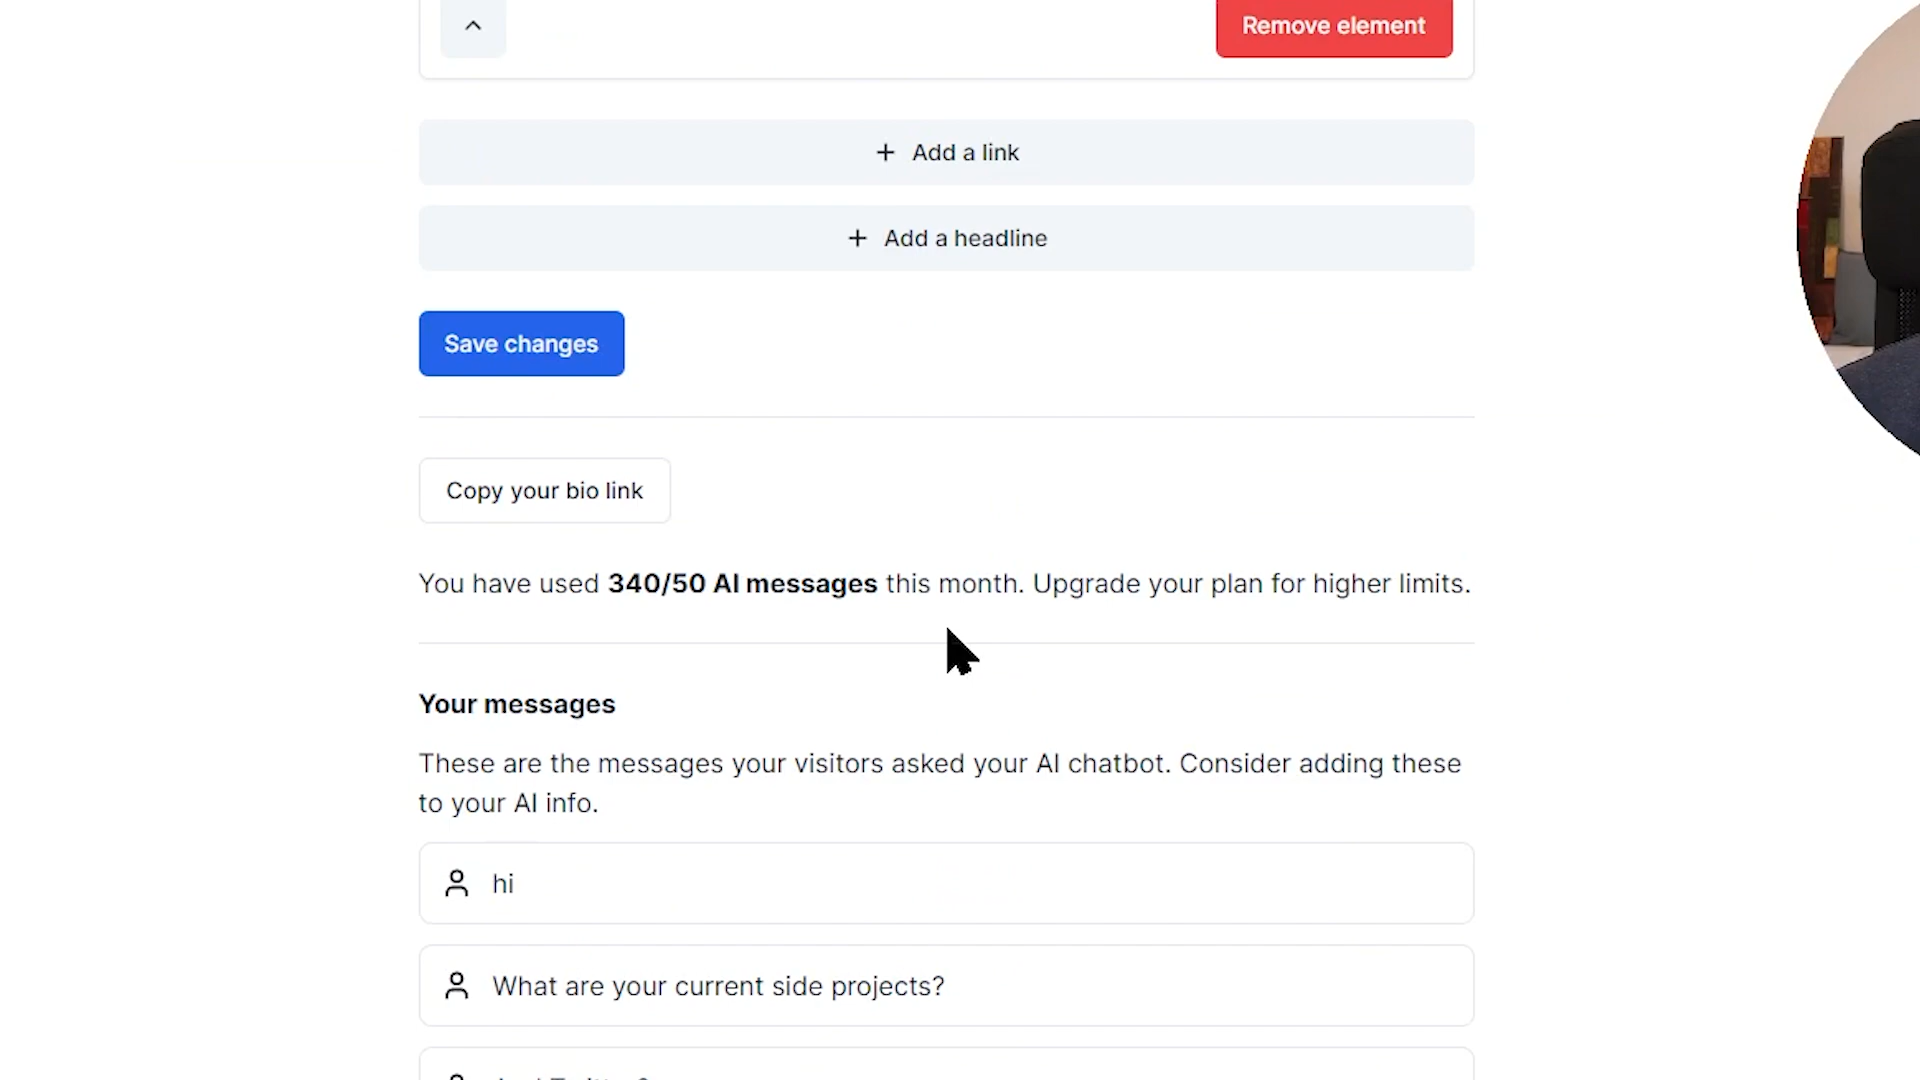 Remove element
+ Add a link
+ Add a headline
Save changes
Copy your bio link
You have used 340/50 AI messages this month. Upgrade your plan for higher limits.
Your messages
These are the messages your visitors asked your AI chatbot. Consider adding these
to your AI info.
hi
What are your current side projects?